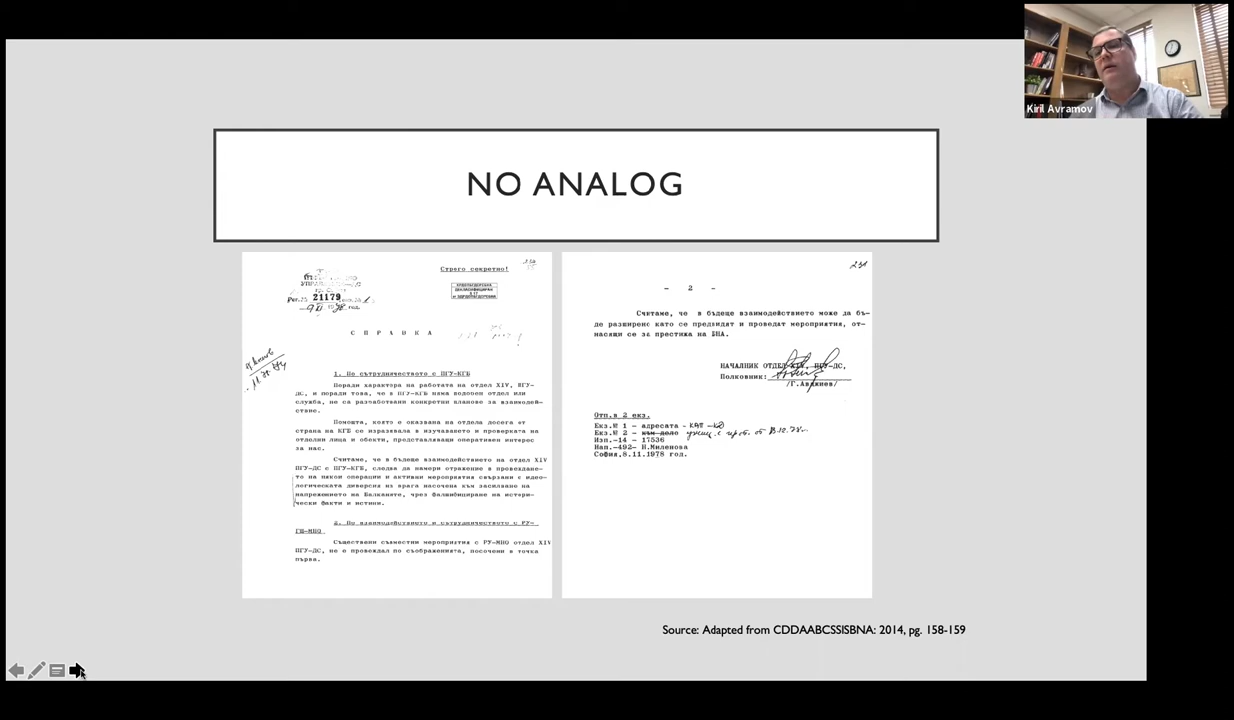 Kiril Avramov
NO ANALOG
Строго секретно!
21179
С П Р А В К А
1. По сътрудничеството с ПГУ-КГБ
Поради характера на работата на отдел XIV, ПГУ-
ДС, и поради това, че в ПГУ-КГБ няма подобен отдел или
служба, не са разработвани конкретни планове за взаимодей-
ствие.
Помощта, която е оказвана на отдела досега от
страна на КГБ се изразявала в изучаването и проверката на
отделни лица и обекти, представляващи оперативен интерес
за нас.
Считаме, че в бъдеще взаимодействието на отдел XIV
ПГУ-ДС с ПГУ-КГБ, следва да намери отражение в провеждане-
то на някои операции и активни мероприятия свързани с идео-
логическата диверсия на врага насочена към засилване на
напрежението на Балканите, чрез фалшифициране на истори-
чески факти и истини.
2. По взаимодействието и сътрудничеството с РУ-
ГЩ-МНО
Съществени съвместни мероприятия с РУ-МНО отдел XIV
ПГУ-ДС, не е провеждал по съображенията, посочени в точка
първа.
231
- 2 -
Считаме, че в бъдеще взаимодействието може да бъ-
де разширено като се предвидят и проведат мероприятия, от-
насящи се за престижа на БНА.
НАЧАЛНИК ОТДЕЛ XIV, ПГУ-ДС,
Полковник:
/Г.Авджиев/
Отп.в 2 екз.
Екз.№ 1 - адресата -
Екз.№ 2 - към дело
Изп.-14 - 17536
Нап.-492- Н.Миленова
София,8.11.1978 год.
Source: Adapted from CDDAABCSSISBNA: 2014, pg. 158-159